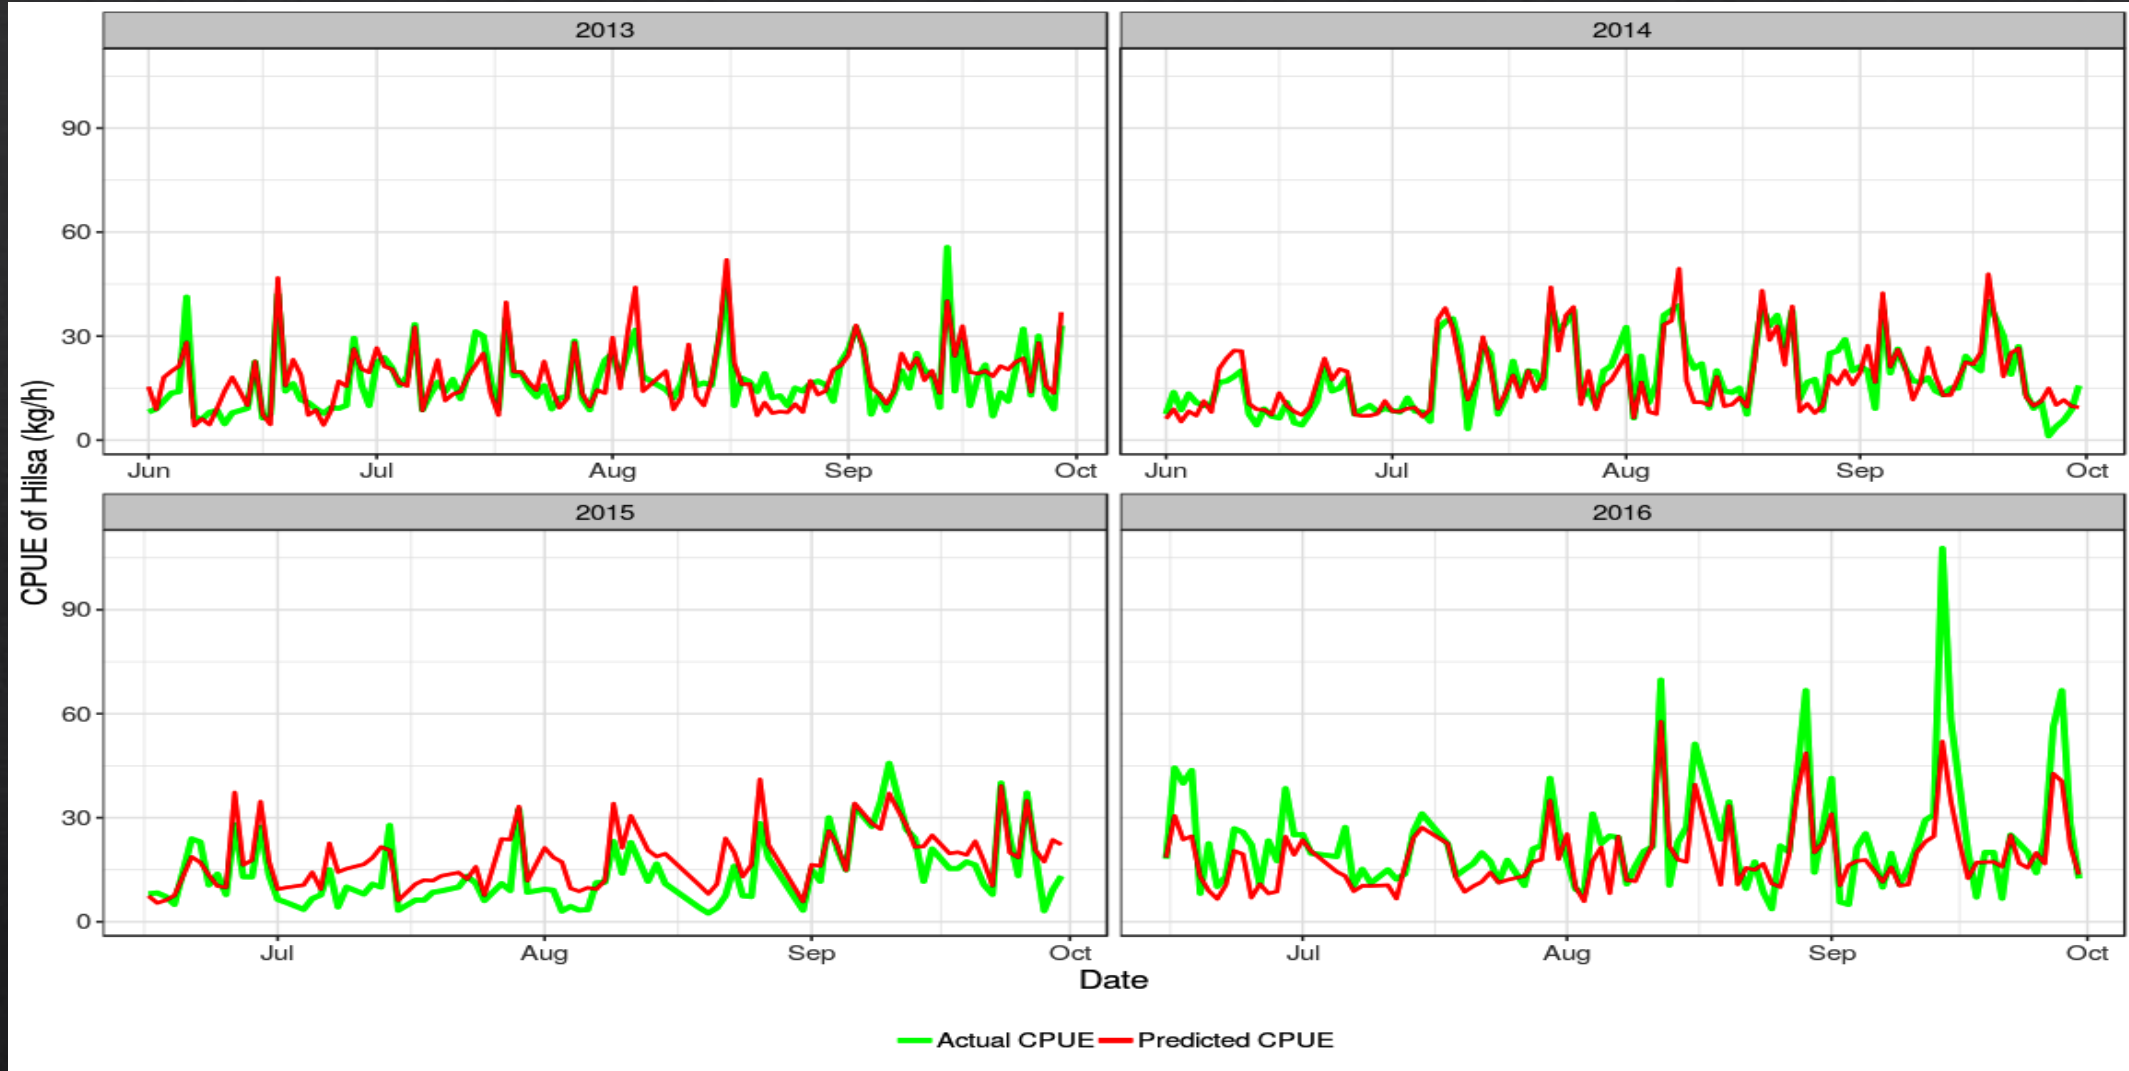 2013
2014
90
60
30
0
Jun Jul Aug Sep Oct
Jun Jul Aug Sep Oct
CPUE of Hilsa (kg/h)
2015
2016
90
60
30
0
Jul Aug Sep Oct
Jul Aug Sep Oct
Date
Actual CPUE Predicted CPUE